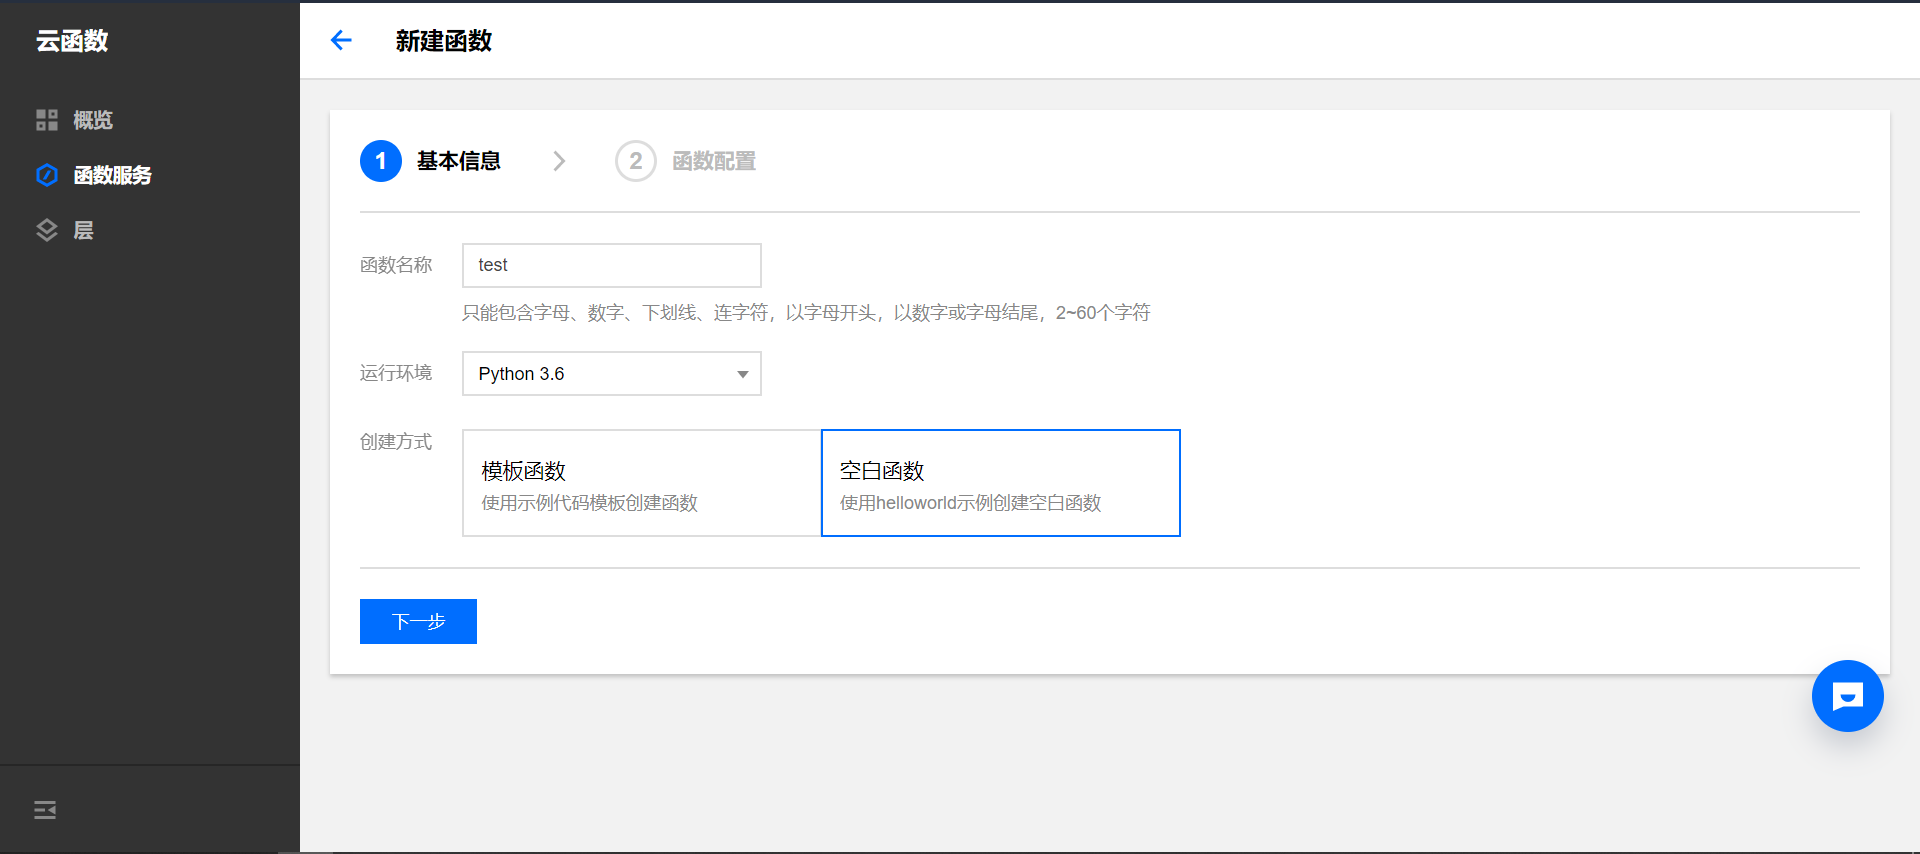 云函数
概览
函数服务
层
新建函数
1 基本信息
2 函数配置
函数名称 test
只能包含字母、数字、下划线、连字符，以字母开头，以数字或字母结尾，2~60个字符
运行环境 Python 3.6
创建方式
模板函数
使用示例代码模板创建函数
空白函数
使用helloworld示例创建空白函数
下一步